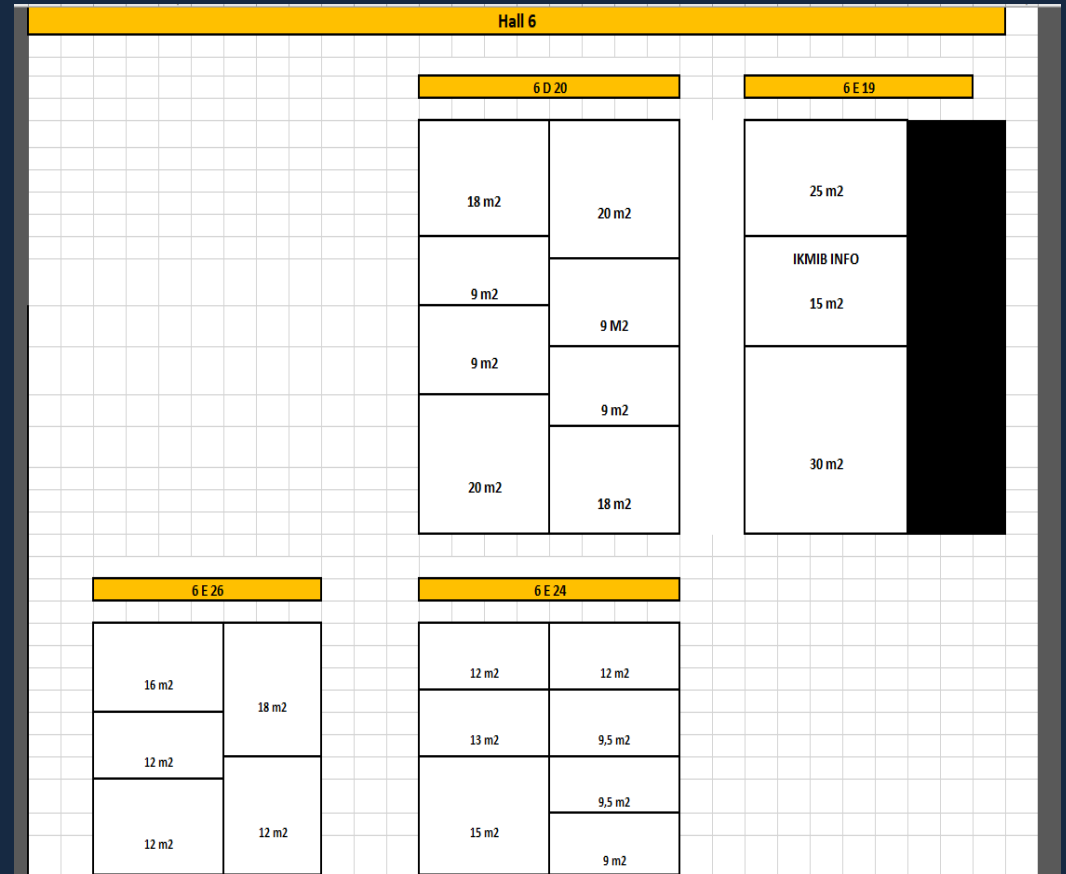 Hall 6
6 D 20
6 E 19
18 m2
20 m2
25 m2
9 m2
9 M2
IKMIB INFO
15 m2
9 m2
9 m2
30 m2
20 m2
18 m2
6 E 26
6 E 24
16 m2
18 m2
12 m2
12 m2
12 m2
12 m2
12 m2
13 m2
9,5 m2
9,5 m2
15 m2
9 m2